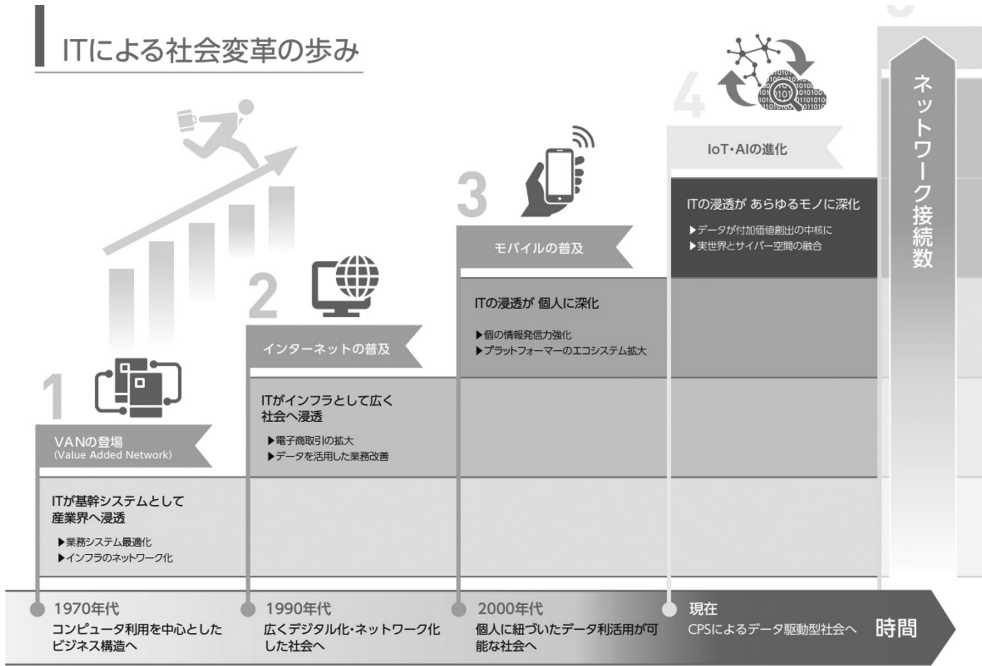 ITによる社会変革の歩み
4
IoT・AIの進化
ITの浸透が あらゆるモノに深化
▶データが付加価値創出の中核に
▶実世界とサイバー空間の融合
3
モバイルの普及
ITの浸透が 個人に深化
▶個の情報発信力強化
▶プラットフォーマーのエコシステム拡大
2
インターネットの普及
ITがインフラとして広く
社会へ浸透
▶電子商取引の拡大
▶データを活用した業務改善
1
VANの登場
(Value Added Network)
ITが基幹システムとして
産業界へ浸透
▶業務システム最適化
▶インフラのネットワーク化
ネットワーク接続数
1970年代
コンピュータ利用を中心とした
ビジネス構造へ
1990年代
広くデジタル化・ネットワーク化
した社会へ
2000年代
個人に紐づいたデータ利活用が可
能な社会へ
現在
CPSによるデータ駆動型社会へ
時間